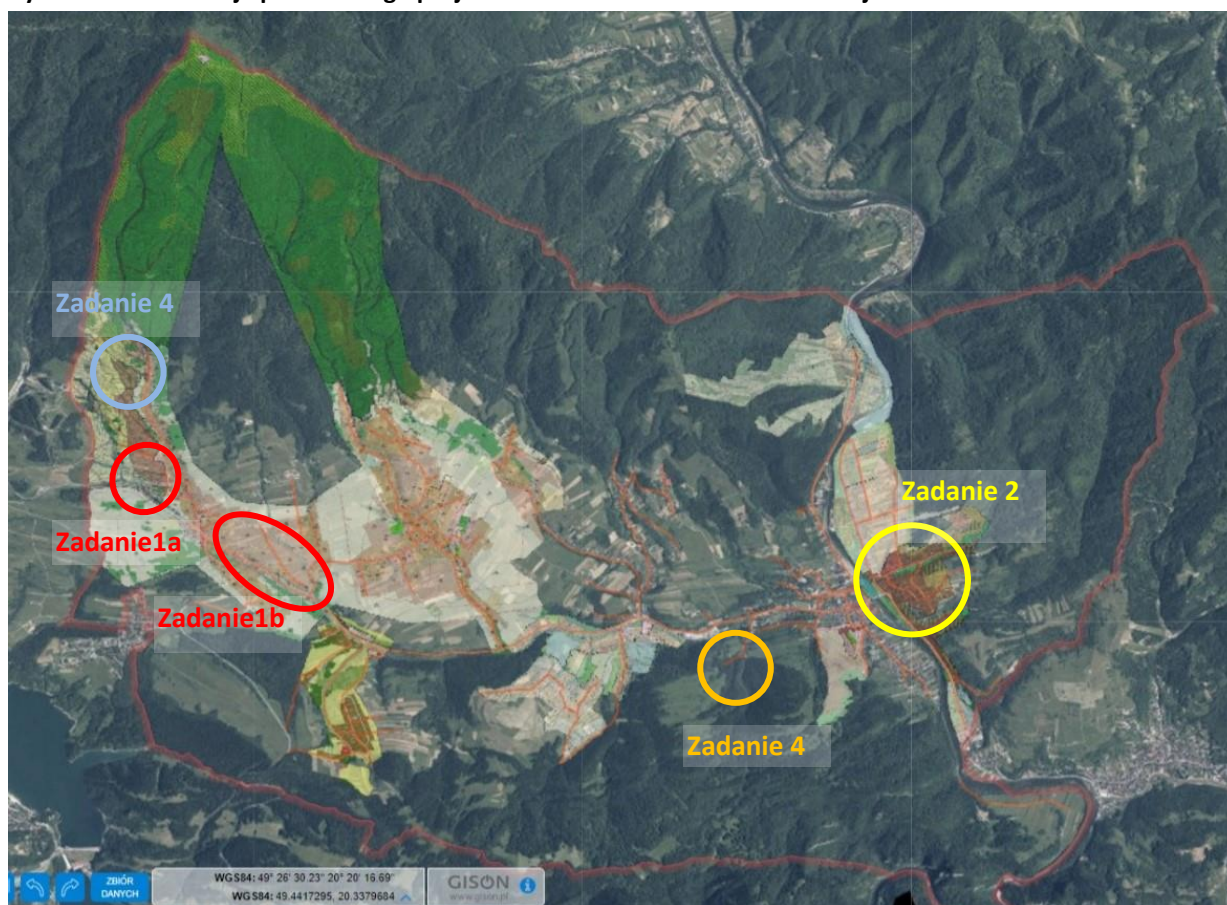 Zadanie 4
Zadanie 2
Zadanie1a
Zadanie1b
Zadanie 4
ZBIÓR
DANYCH
WGS84: 49° 26' 30.23" 20° 20' 16.69"
WGS84: 49.4417295, 20.3379684
GISON
www.gison.pl